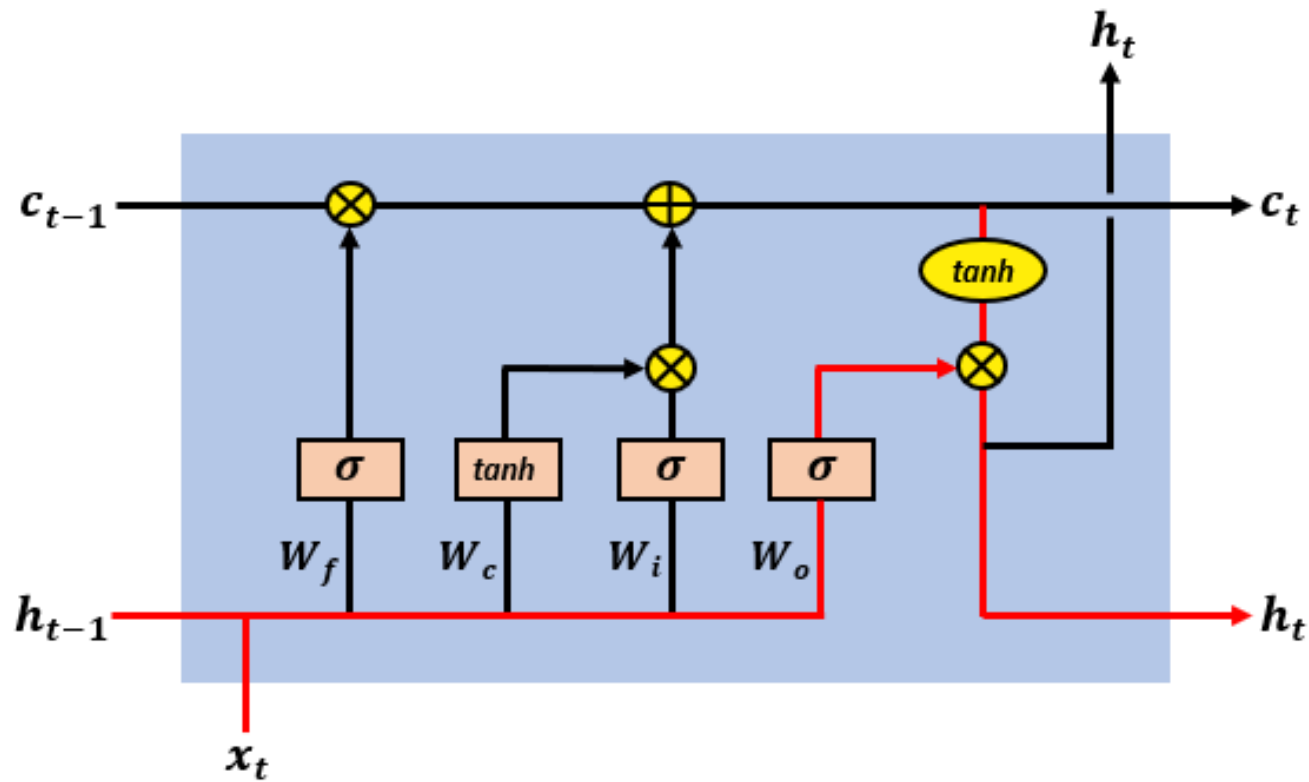 h_t
c_{t-1}
c_t
tanh
σ tanh σ σ
W_f W_c W_i W_o
h_{t-1}
h_t
x_t